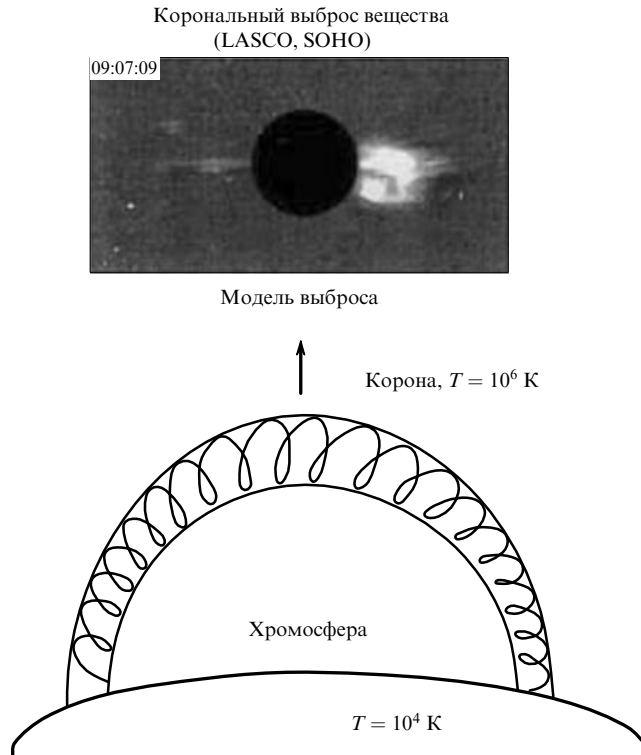 Корональный выброс вещества
(LASCO, SOHO)
09:07:09
Модель выброса
Корона, T = 10⁶ К
Хромосфера
T = 10⁴ К